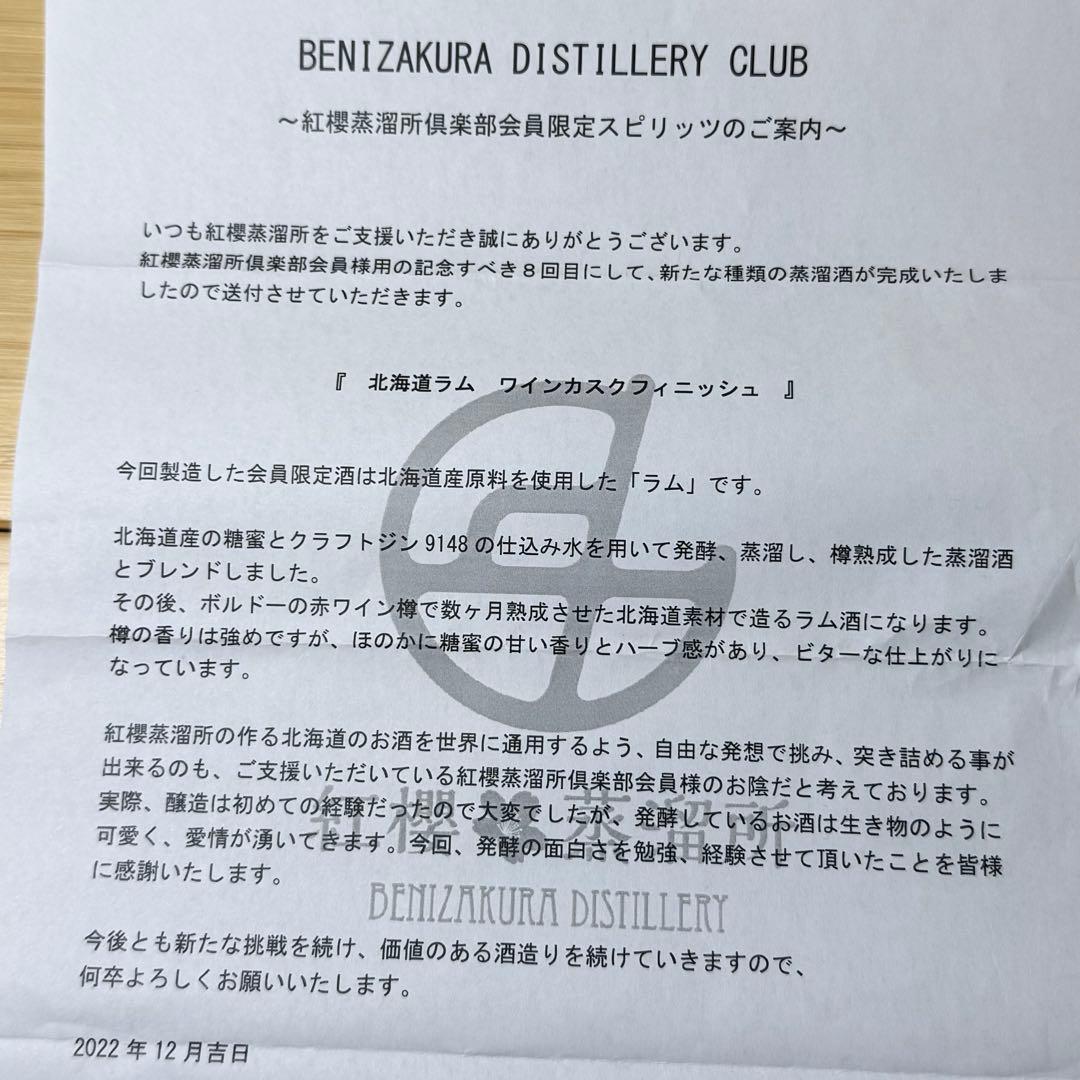 BENIZAKURA DISTILLERY CLUB
～紅櫻蒸溜所倶楽部会員限定スピリッツのご案内～
いつも紅櫻蒸溜所をご支援いただき誠にありがとうございます。
紅櫻蒸溜所倶楽部会員様用の記念すべき８回目にして、新たな種類の蒸溜酒が完成いたしま
したので送付させていただきます。
『　北海道ラム　ワインカスクフィニッシュ　』
今回製造した会員限定酒は北海道産原料を使用した「ラム」です。
北海道産の糖蜜とクラフトジン 9148 の仕込み水を用いて発酵、蒸溜し、樽熟成した蒸溜酒
とブレンドしました。
その後、ボルドーの赤ワイン樽で数ヶ月熟成させた北海道素材で造るラム酒になります。
樽の香りは強めですが、ほのかに糖蜜の甘い香りとハーブ感があり、ビターな仕上がりに
なっています。
紅櫻蒸溜所の作る北海道のお酒を世界に通用するよう、自由な発想で挑み、突き詰める事が
出来るのも、ご支援いただいている紅櫻蒸溜所倶楽部会員様のお陰だと考えております。
実際、醸造は初めての経験だったので大変でしたが、発酵しているお酒は生き物のように
可愛く、愛情が湧いてきます。今回、発酵の面白さを勉強、経験させて頂いたことを皆様
に感謝いたします。
紅櫻蒸溜所
BENIZAKURA DISTILLERY
今後とも新たな挑戦を続け、価値のある酒造りを続けていきますので、
何卒よろしくお願いいたします。
2022 年 12 月吉日